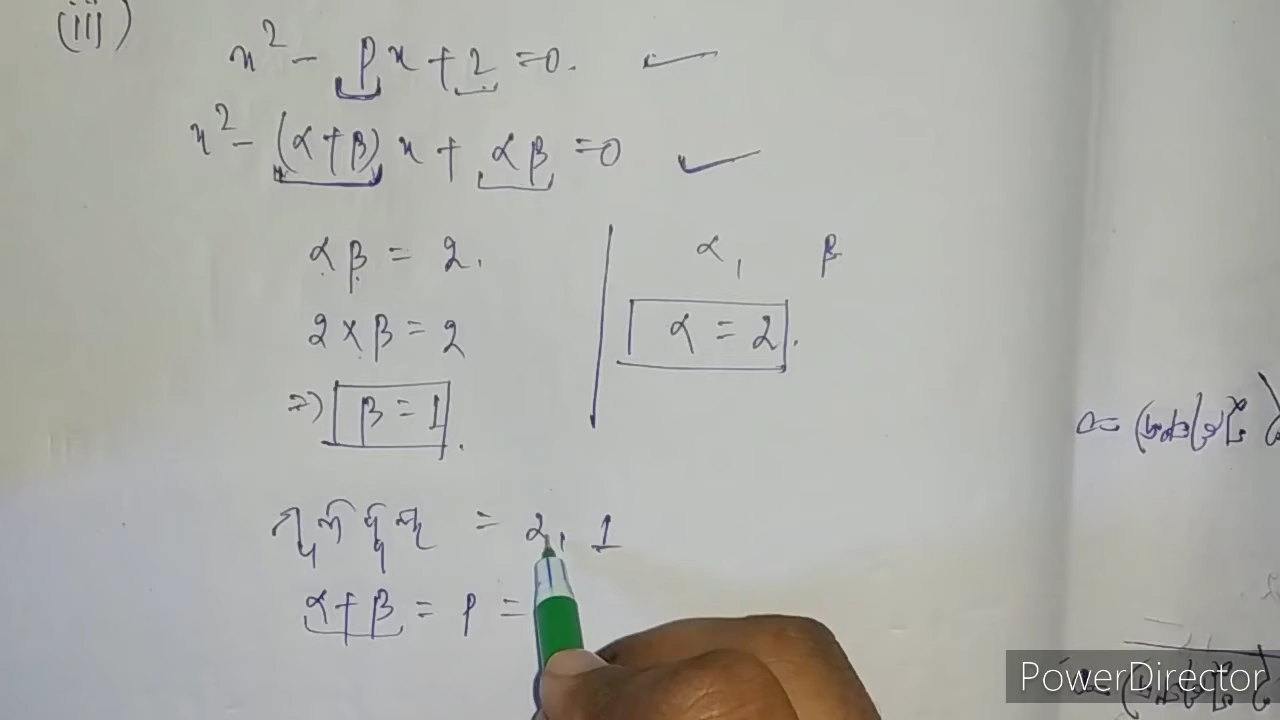 (iii)
x² - px + 2 = 0.
x² - (α+β) x + αβ = 0
αβ = 2.
2 × β = 2
⇒) β = 1.
α, β
α = 2.
= 2, 1
α+β = p =
PowerDirector